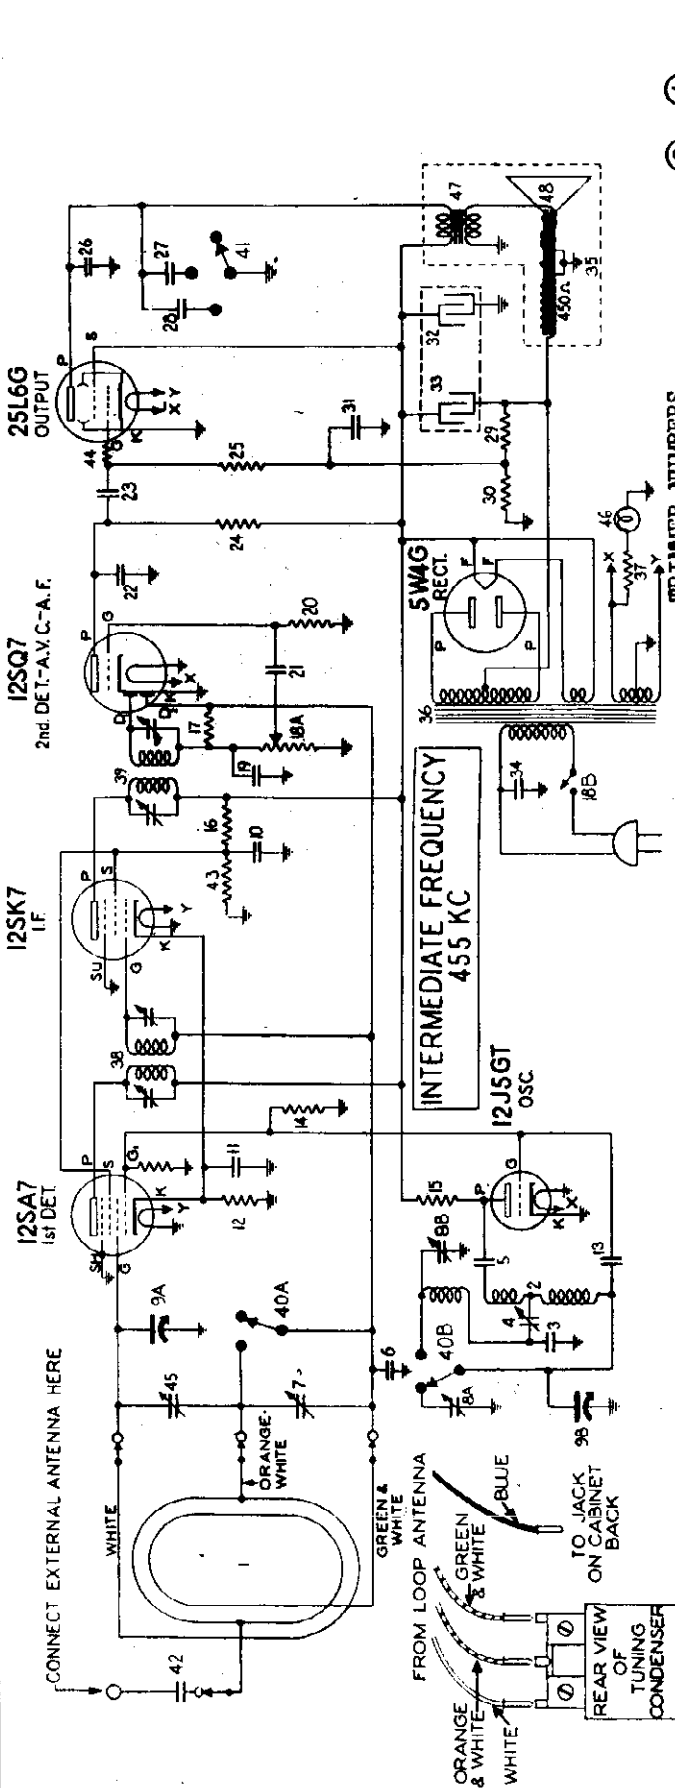 CONNECT EXTERNAL ANTENNA HERE
42
WHITE
ORANGE-
WHITE
GREEN &
WHITE
1
45
7
9A
40A
6
12SA7
1st DET.
P
S
G1
K
G
Y
11
12
14
38
12SK7
I.F.
P
S
SU
G
K
Y
43
16
10
39
12SQ7
2nd. DET.-A.V.C.-A.F.
P
G
D
D
K
X
17
18A
19
20
21
22
24
23
25
44
25L6G
OUTPUT
P
S
G
K
X Y
26
27
28
41
31
INTERMEDIATE FREQUENCY
455 KC
12J5GT
OSC.
P
G
K
X
15
5
13
2
3
4
8B
40B
8A
9B
5W4G
RECT.
P
P
F
F
36
34
18B
X
Y
37
46
30
29
33
32
47
48
450Ω
35
FROM LOOP ANTENNA
ORANGE
& WHITE
WHITE
GREEN
& WHITE
BLUE
TO JACK
ON CABINET
BACK
REAR VIEW
OF
TUNING
CONDENSER
TRIMMER NUMBERS